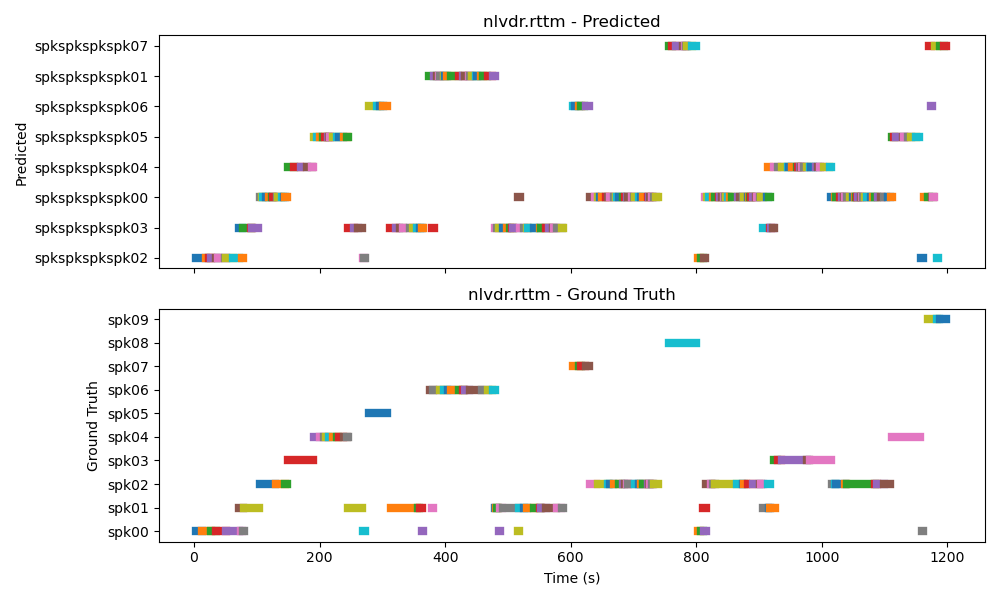 nlvdr.rttm - Predicted
Predicted
spkspkspkspk07
spkspkspkspk01
spkspkspkspk06
spkspkspkspk05
spkspkspkspk04
spkspkspkspk00
spkspkspkspk03
spkspkspkspk02
nlvdr.rttm - Ground Truth
Ground Truth
spk09
spk08
spk07
spk06
spk05
spk04
spk03
spk02
spk01
spk00
0 200 400 600 800 1000 1200
Time (s)